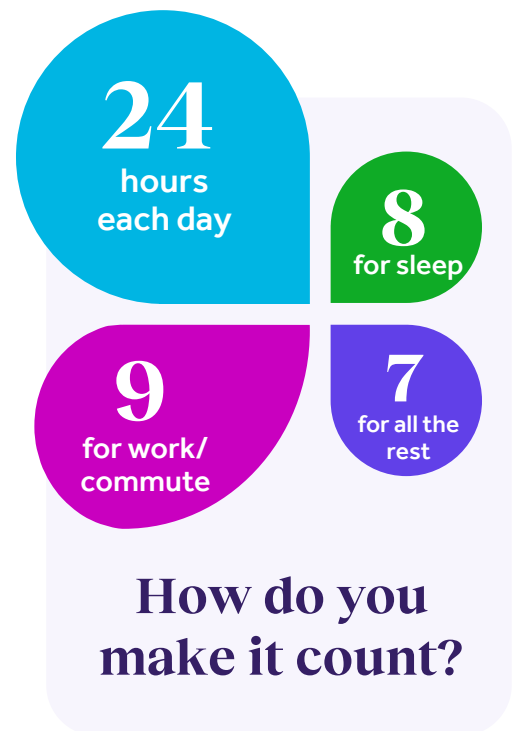 24
hours
each day
8
for sleep
9
for work/
commute
7
for all the
rest
How do you
make it count?